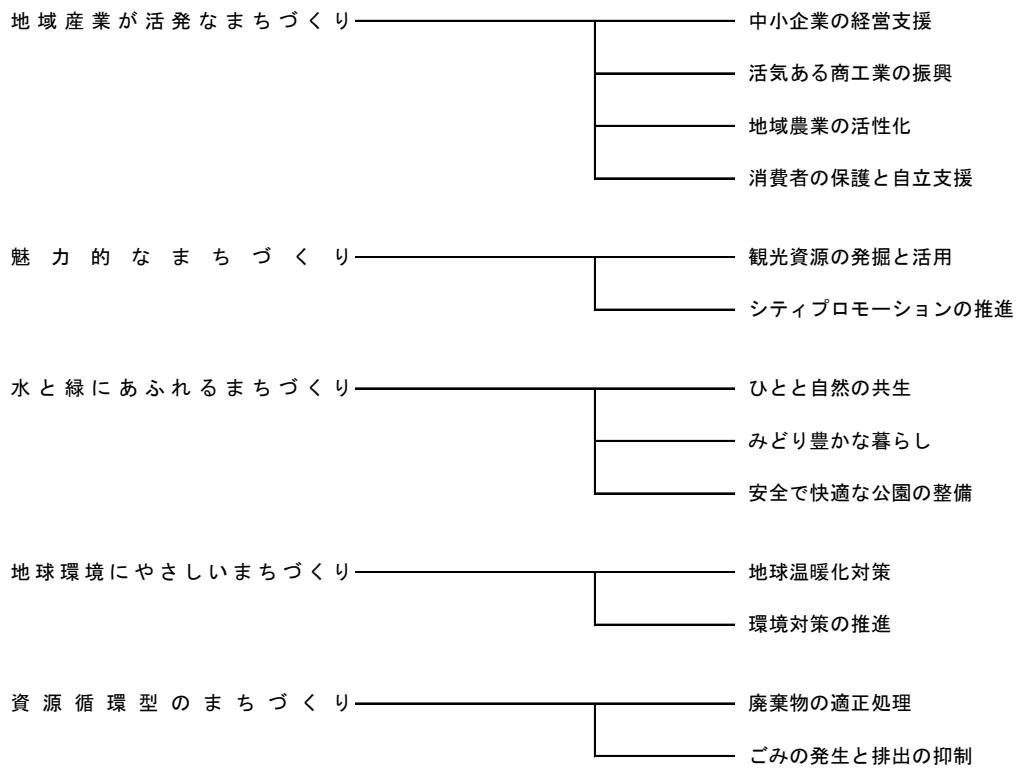 地域産業が活発なまちづくり
中小企業の経営支援
活気ある商工業の振興
地域農業の活性化
消費者の保護と自立支援
魅力的なまちづくり
観光資源の発掘と活用
シティプロモーションの推進
水と緑にあふれるまちづくり
ひとと自然の共生
みどり豊かな暮らし
安全で快適な公園の整備
地球環境にやさしいまちづくり
地球温暖化対策
環境対策の推進
資源循環型のまちづくり
廃棄物の適正処理
ごみの発生と排出の抑制